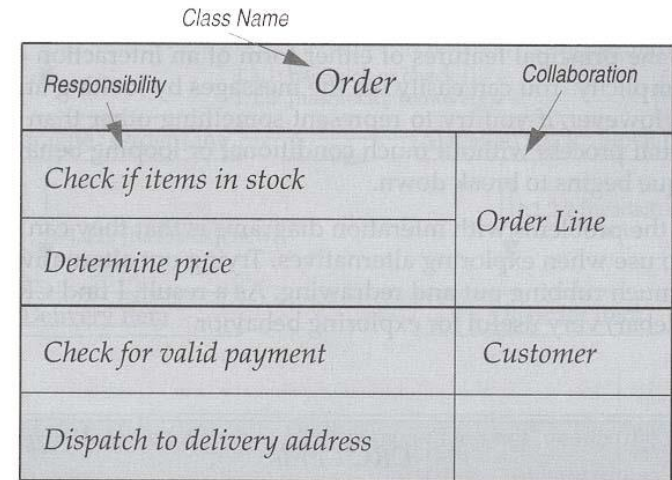 Class Name
Responsibility
Order
Collaboration
Check if items in stock
Order Line
Determine price
Check for valid payment
Customer
Dispatch to delivery address